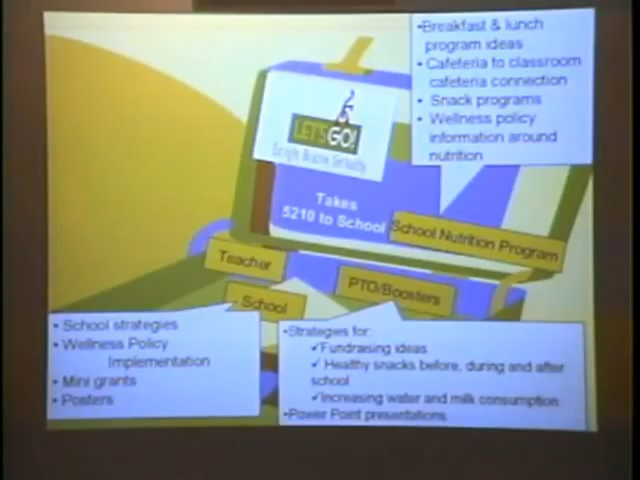 •Breakfast & lunch
program ideas
• Cafeteria to classroom
cafeteria connection
• Snack programs
• Wellness policy
information around
nutrition
LET'S GO!
Takes
5210 to School
School Nutrition Program
Teacher
School
PTO/Boosters
• School strategies
• Wellness Policy
Implementation
• Mini grants
• Posters
•Strategies for:
✓Fundraising ideas
✓ Healthy snacks before, during and after
school
✓Increasing water and milk consumption
•Power Point presentations